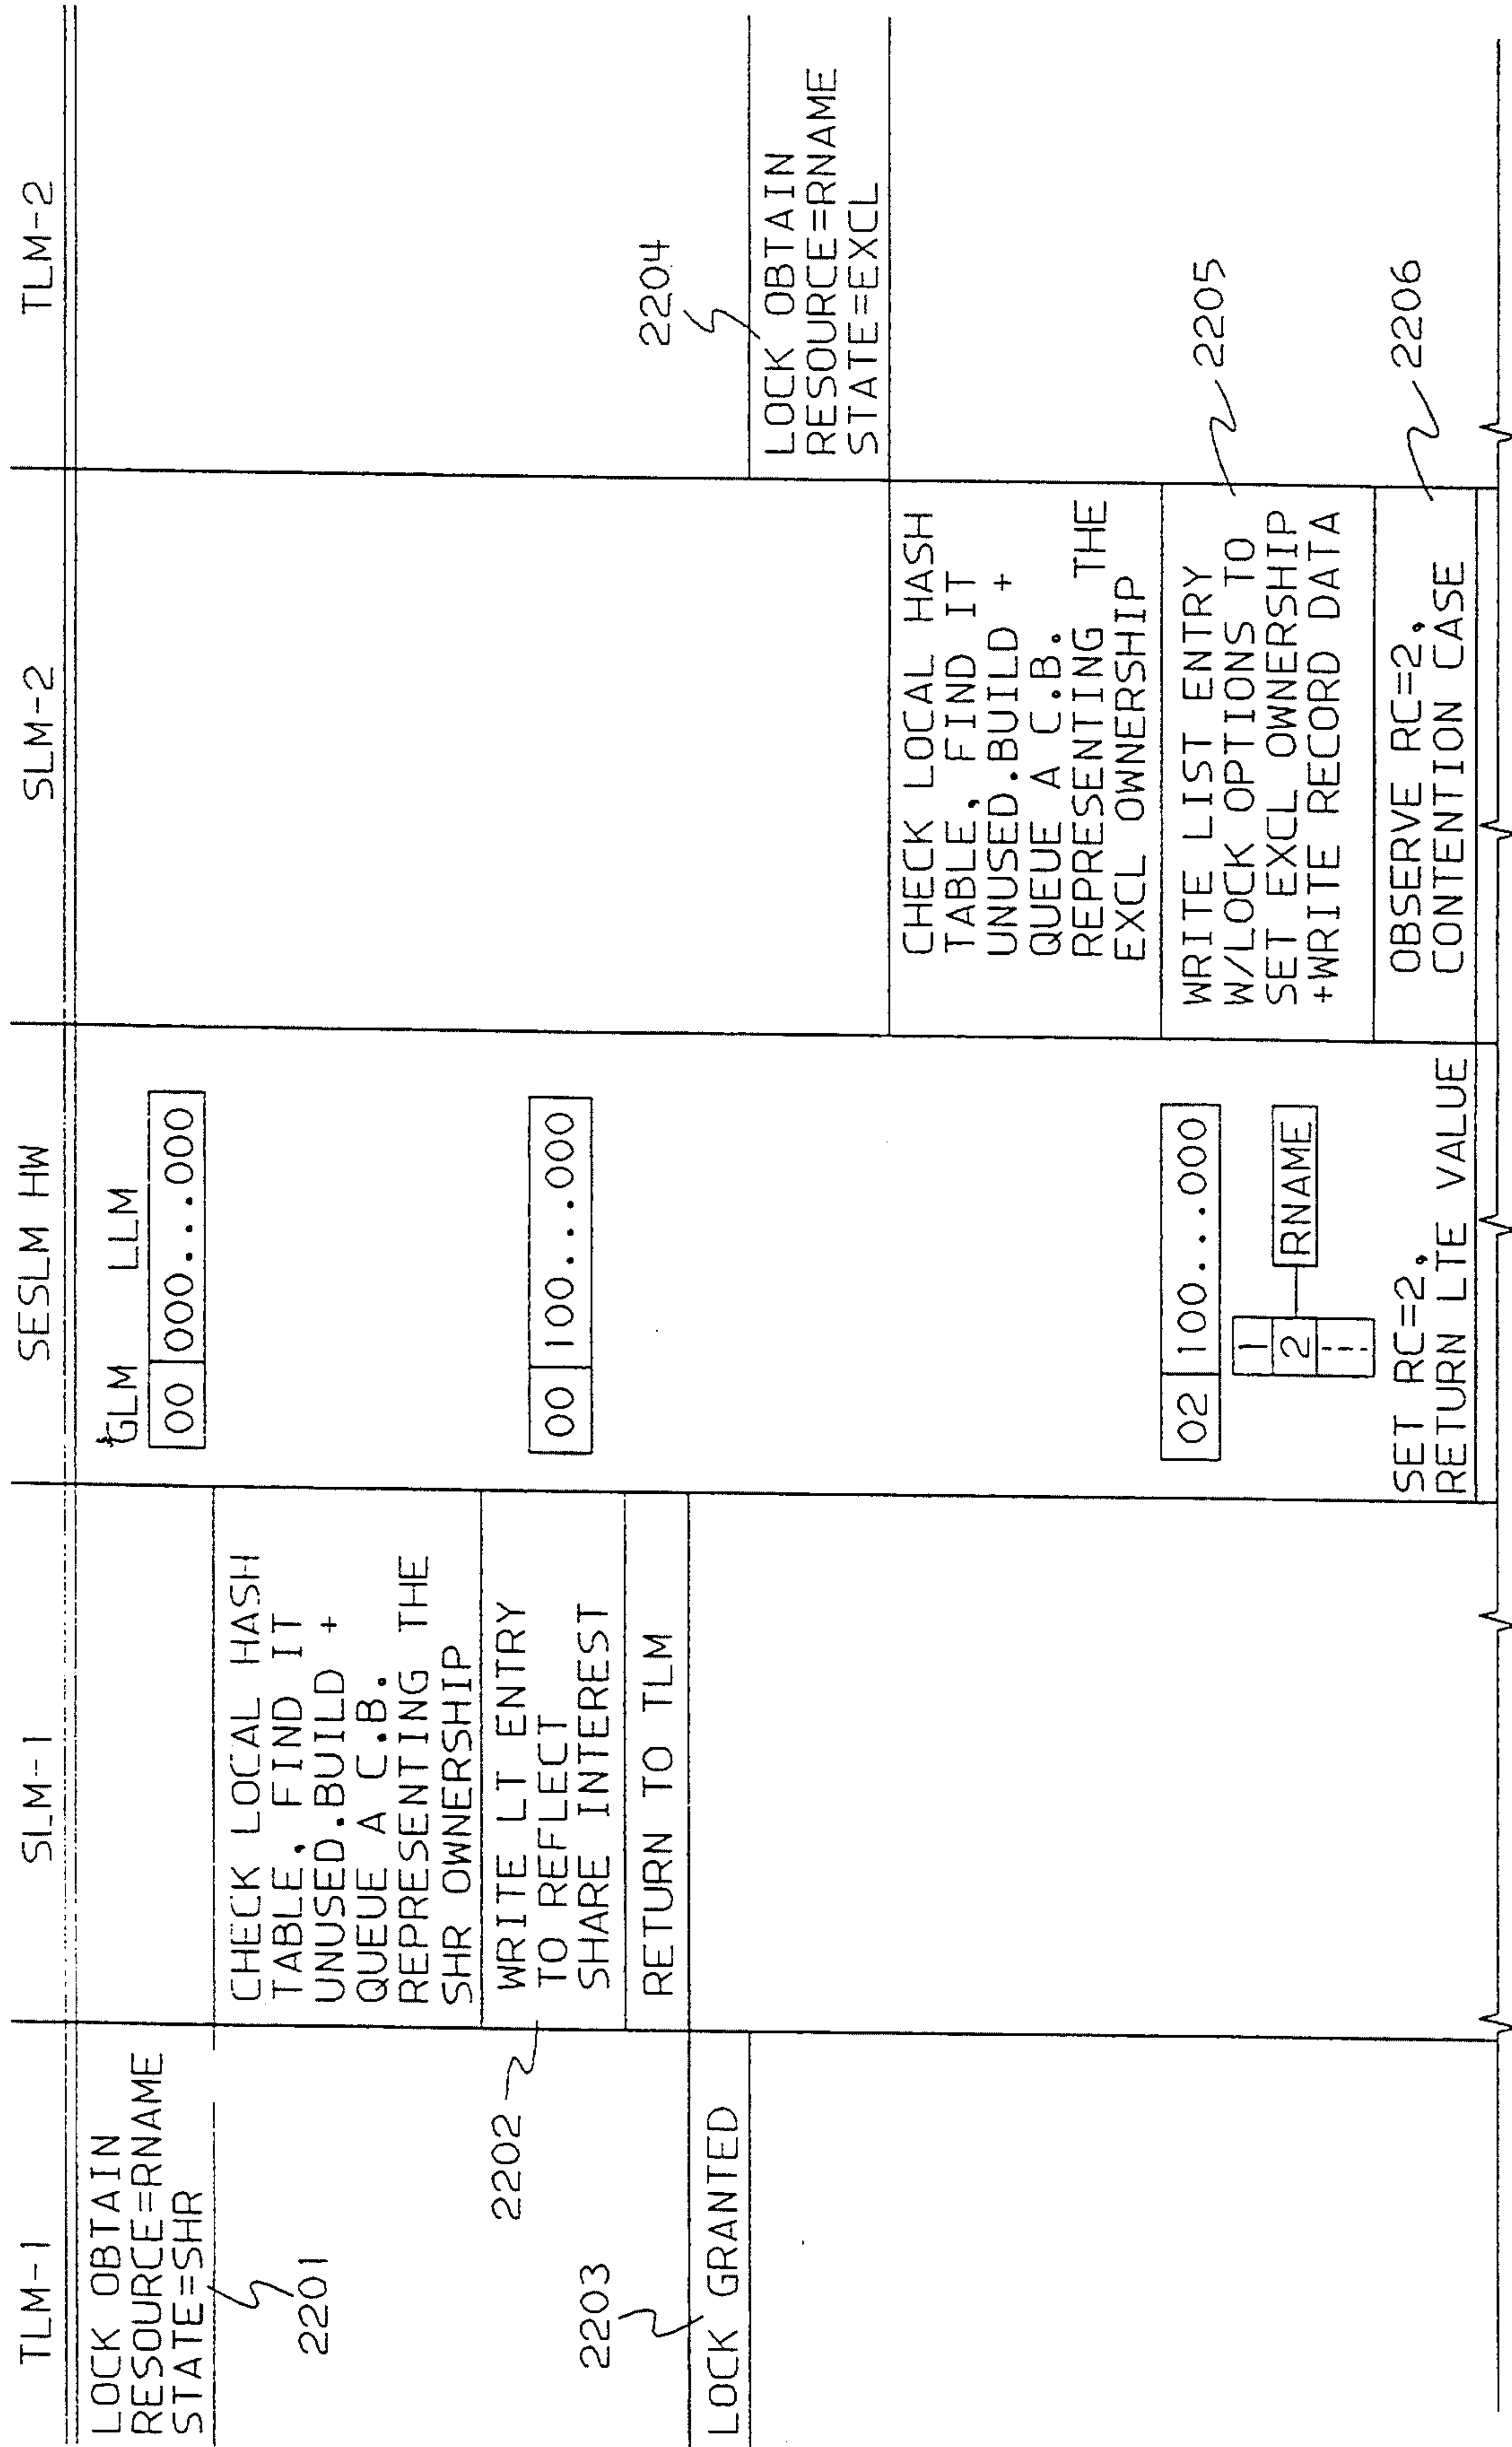 TLM-1
SLM-1
SESLM HW
SLM-2
TLM-2
LOCK OBTAIN
RESOURCE=RNAME
STATE=SHR
2201
GLM LLM
00 000...000
CHECK LOCAL HASH
TABLE, FIND IT
UNUSED.BUILD +
QUEUE A C.B.
REPRESENTING THE
SHR OWNERSHIP
2202
WRITE LT ENTRY
TO REFLECT
SHARE INTEREST
00 100...000
RETURN TO TLM
2203
LOCK GRANTED
2204
LOCK OBTAIN
RESOURCE=RNAME
STATE=EXCL
CHECK LOCAL HASH
TABLE, FIND IT
UNUSED.BUILD +
QUEUE A C.B.
REPRESENTING THE
EXCL OWNERSHIP
WRITE LIST ENTRY
W/LOCK OPTIONS TO
SET EXCL OWNERSHIP
+WRITE RECORD DATA
2205
02 100...000
1
2 RNAME
SET RC=2,
RETURN LTE VALUE
OBSERVE RC=2,
CONTENTION CASE
2206